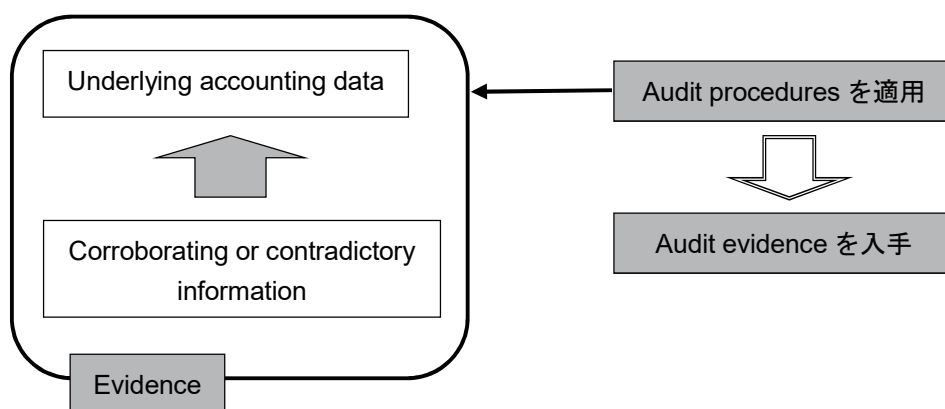 Underlying accounting data
Corroborating or contradictory
information
Evidence
Audit procedures を適用
Audit evidence を入手